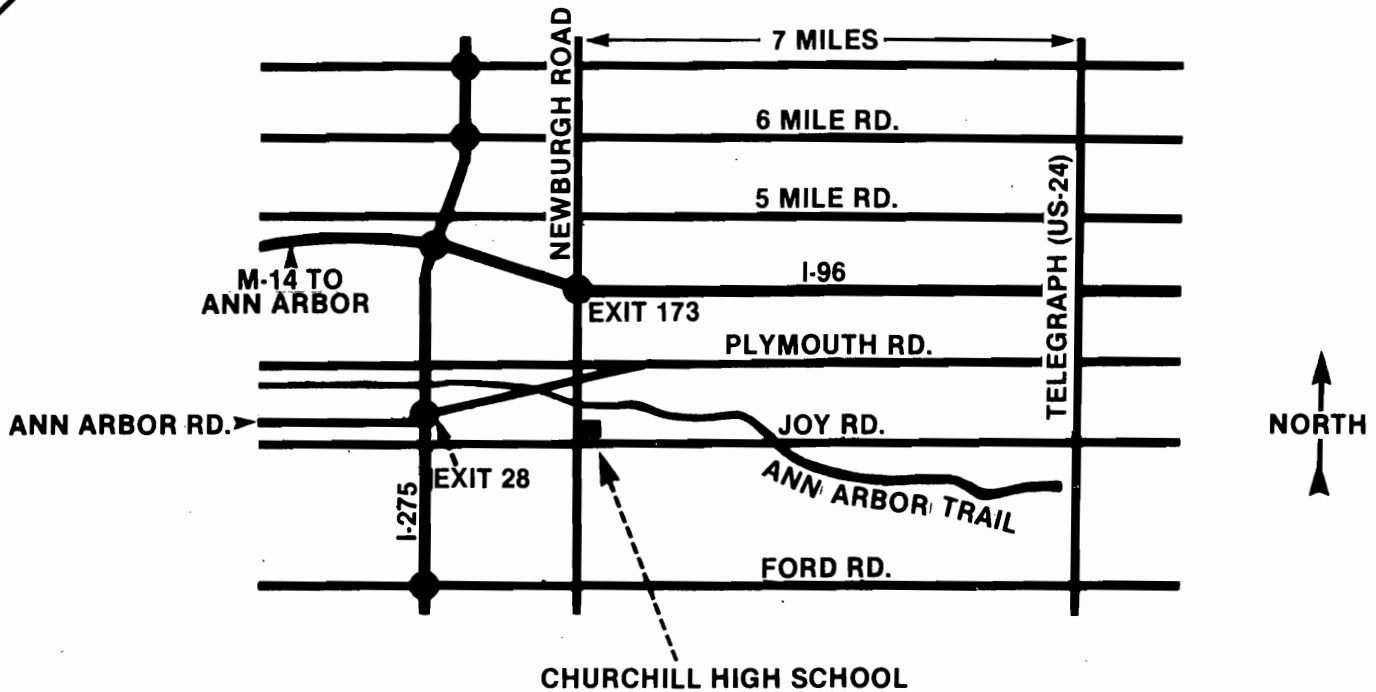 7 MILES
NEWBURGH ROAD
6 MILE RD.
5 MILE RD.
TELEGRAPH (US-24)
M-14 TO
ANN ARBOR
I-96
EXIT 173
PLYMOUTH RD.
ANN ARBOR RD.
JOY RD.
NORTH
EXIT 28
ANN ARBOR TRAIL
I-275
FORD RD.
CHURCHILL HIGH SCHOOL